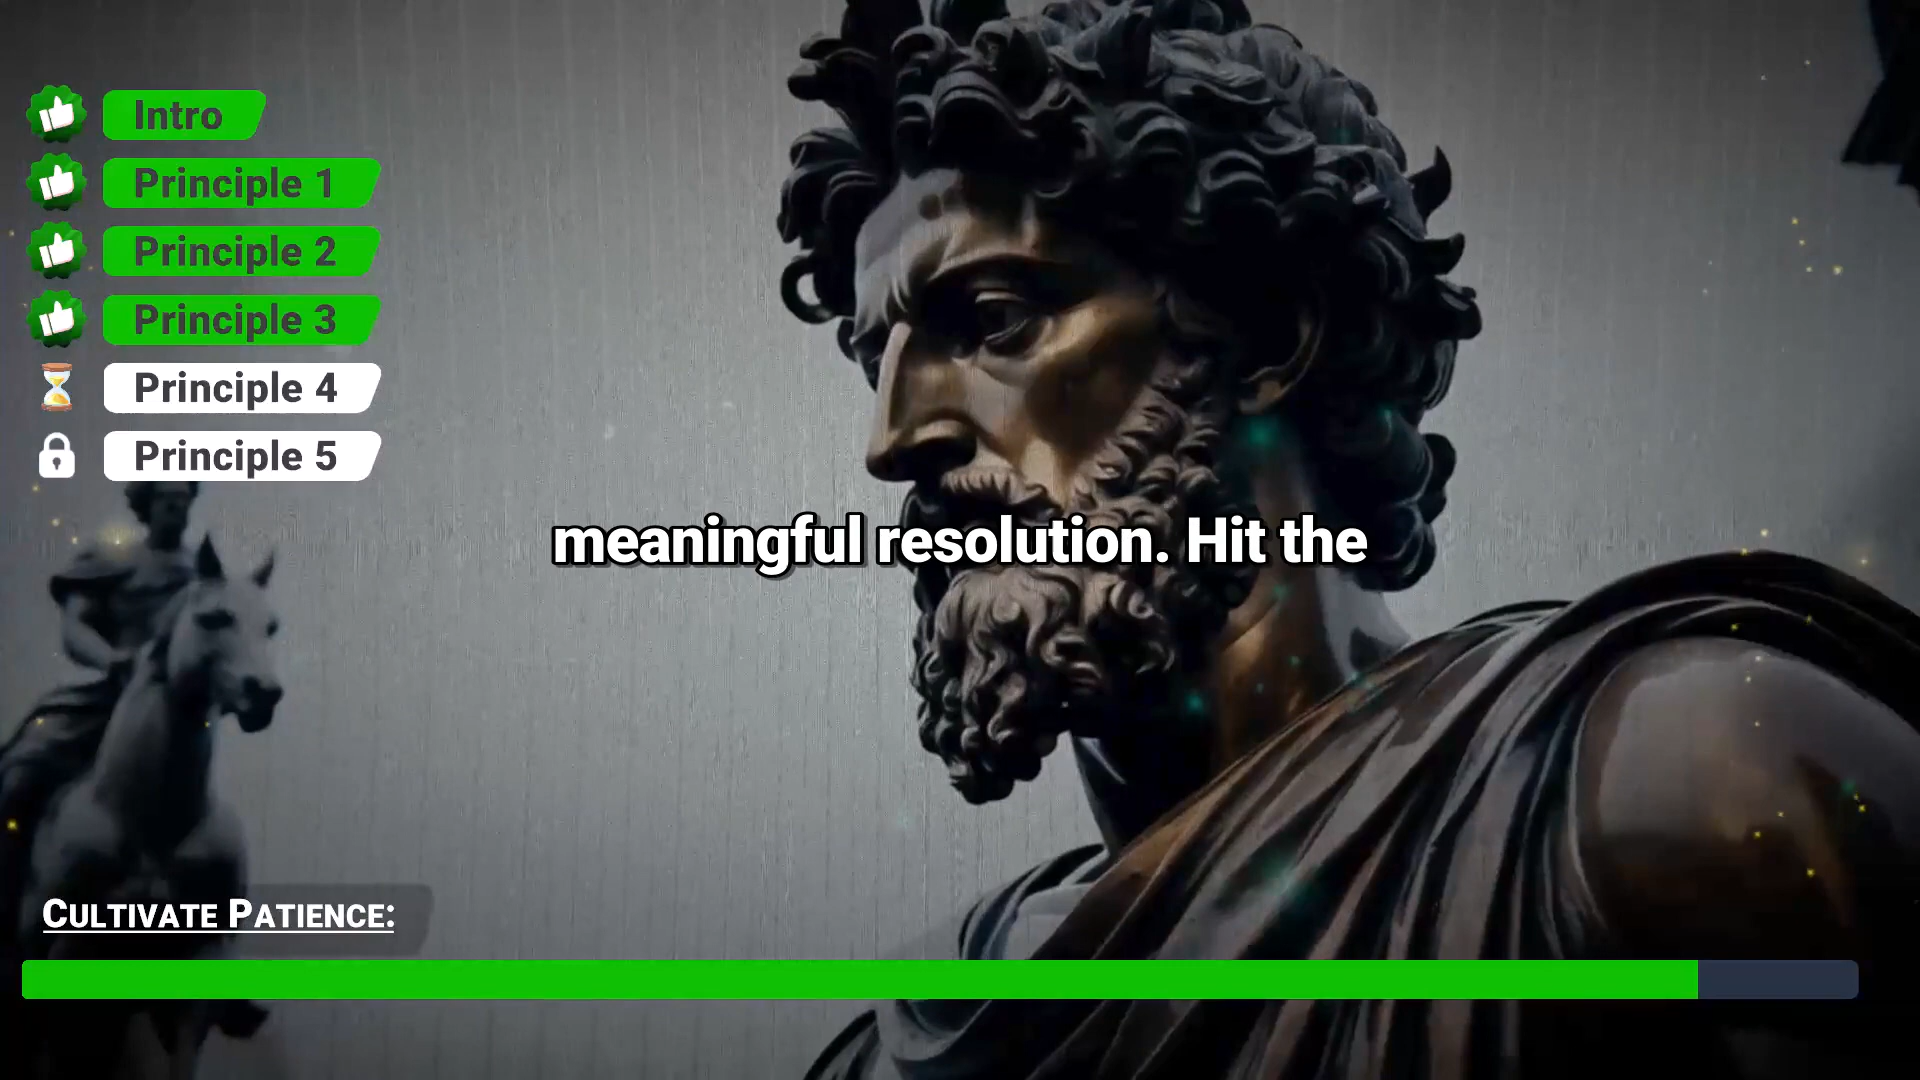 Intro
Principle 1
Principle 2
Principle 3
Principle 4
Principle 5
meaningful resolution. Hit the
CULTIVATE PATIENCE: